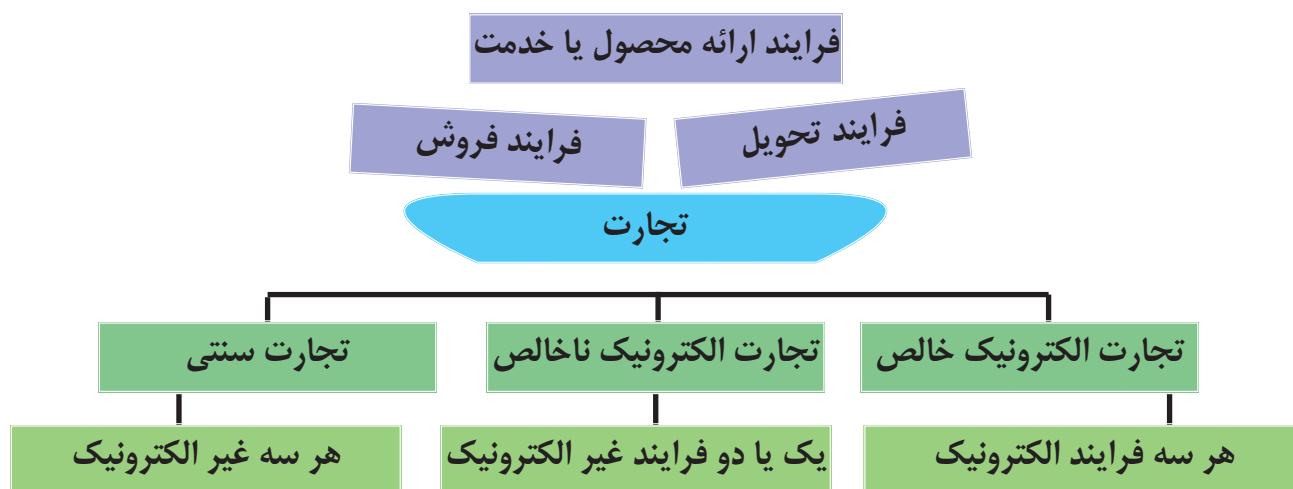 فرایند ارائه محصول یا خدمت
فرایند تحویل
فرایند فروش
تجارت
تجارت الکترونیک خالص
تجارت الکترونیک ناخالص
تجارت سنتی
هر سه فرایند الکترونیک
یک یا دو فرایند غیر الکترونیک
هر سه غیر الکترونیک